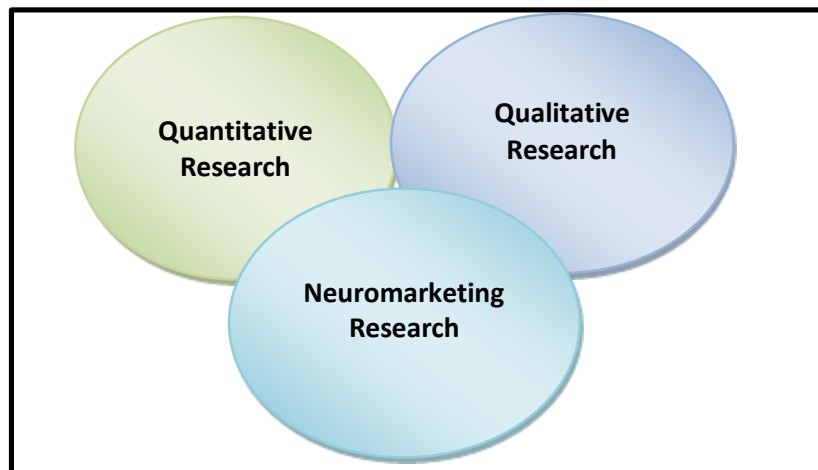 Quantitative
Research
Qualitative
Research
Neuromarketing
Research